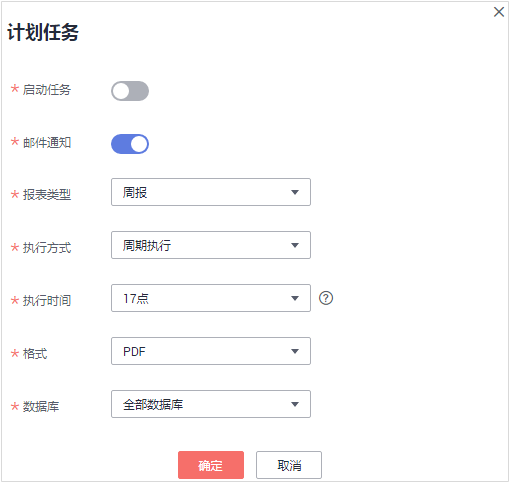 计划任务
* 启动任务
* 邮件通知
* 报表类型 周报
* 执行方式 周期执行
* 执行时间 17点 ?
* 格式 PDF
* 数据库 全部数据库
确定 取消